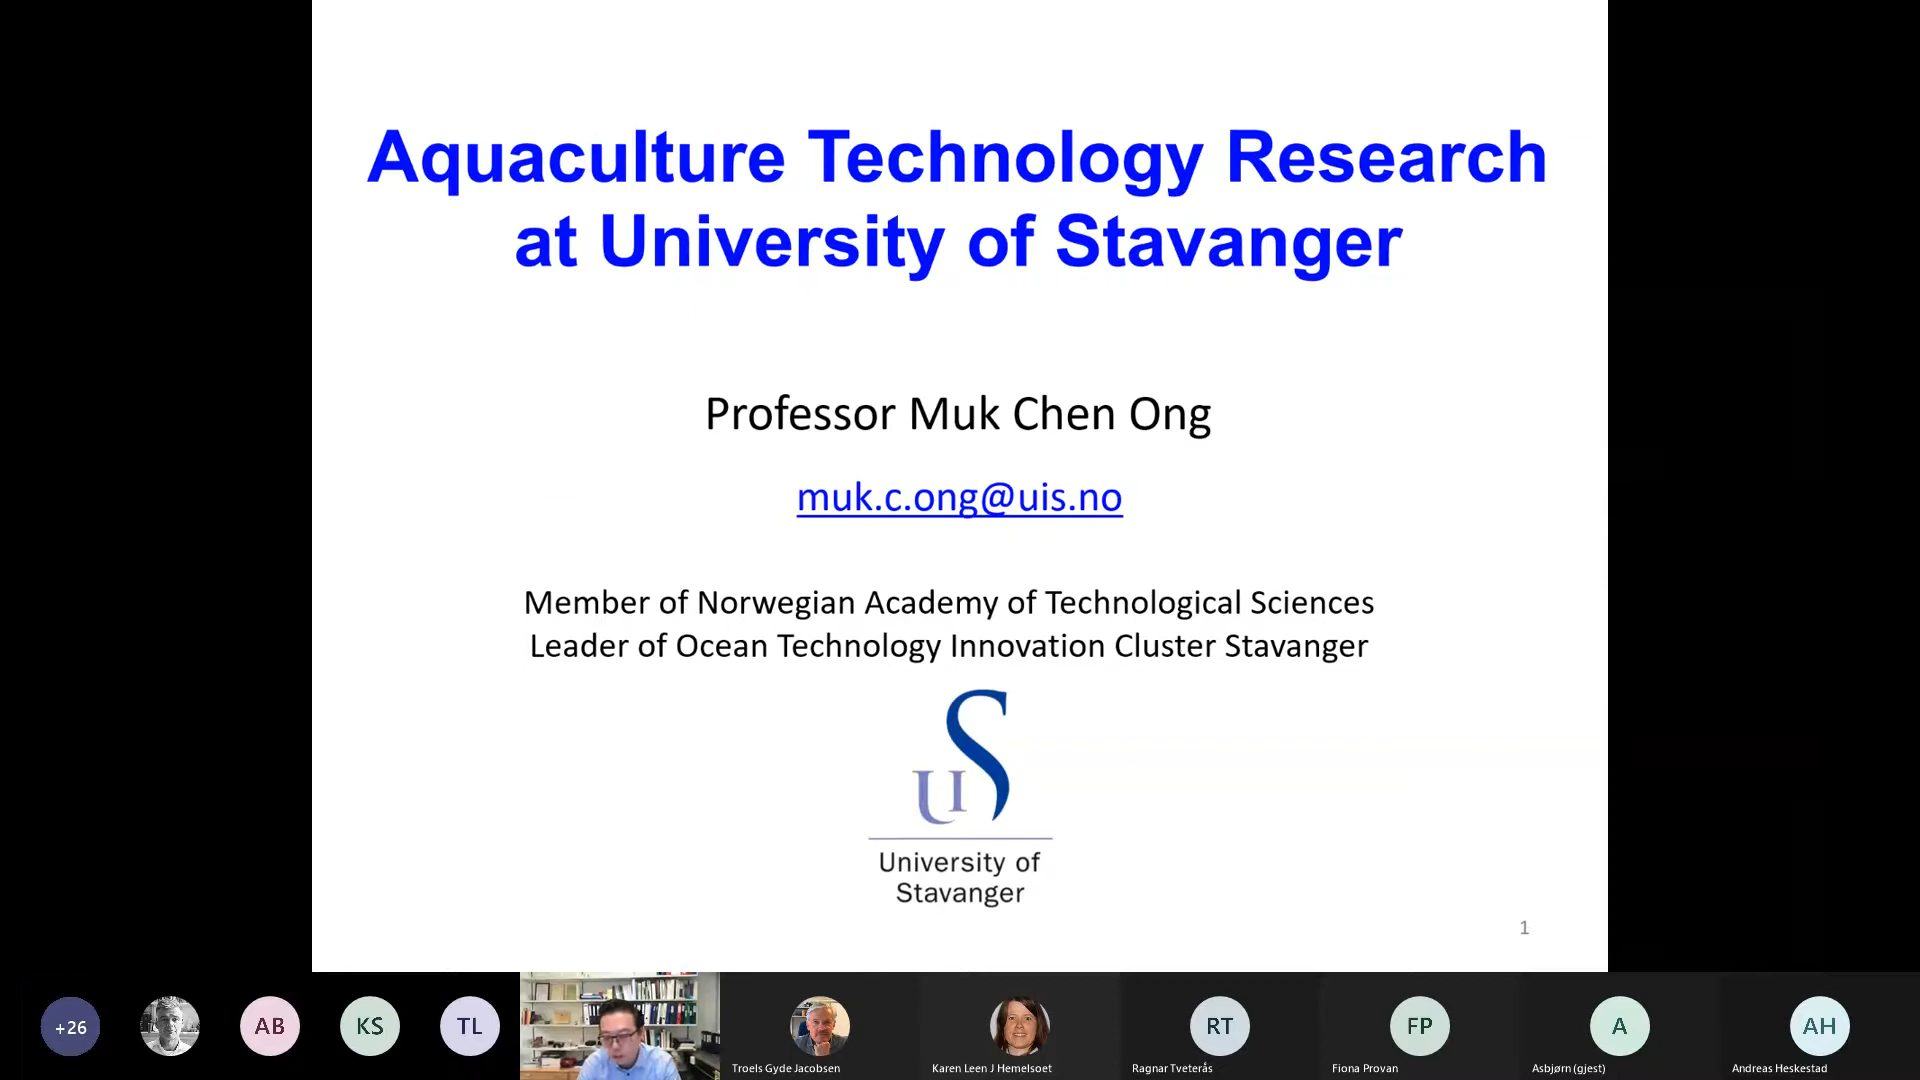 Aquaculture Technology Research
at University of Stavanger
Professor Muk Chen Ong
muk.c.ong@uis.no
Member of Norwegian Academy of Technological Sciences
Leader of Ocean Technology Innovation Cluster Stavanger
uiS
University of
Stavanger
1
+26
AB
KS
TL
Troels Gyde Jacobsen
Karen Leen J Hemelsoet
RT
Ragnar Tveterås
FP
Fiona Provan
A
Asbjørn (gjest)
AH
Andreas Heskestad